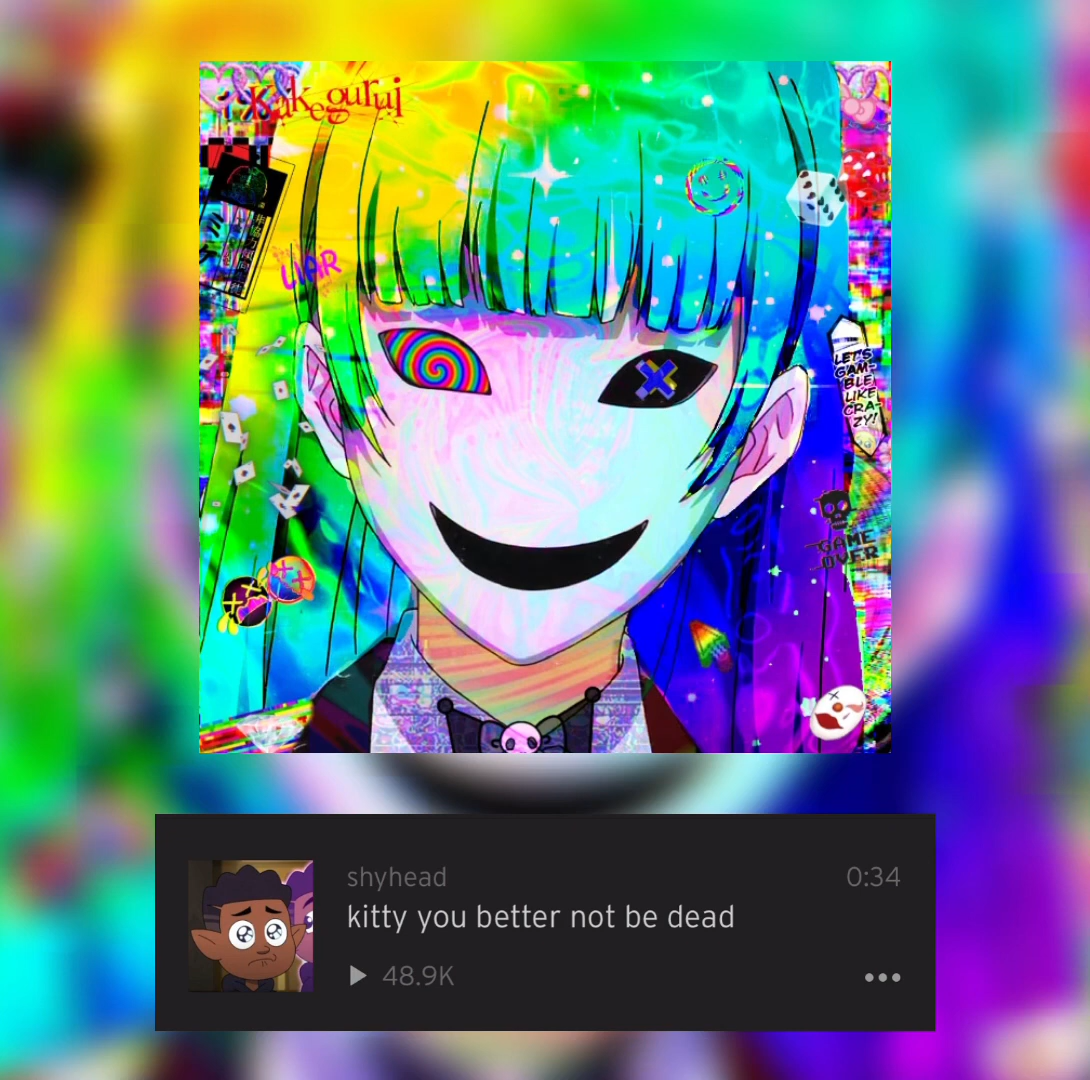 Kakegurui
LIAR
LET'S
GAM-
BLE
LIKE
CRA-
ZY!
GAME
OVER
shyhead
0:34
kitty you better not be dead
48.9K